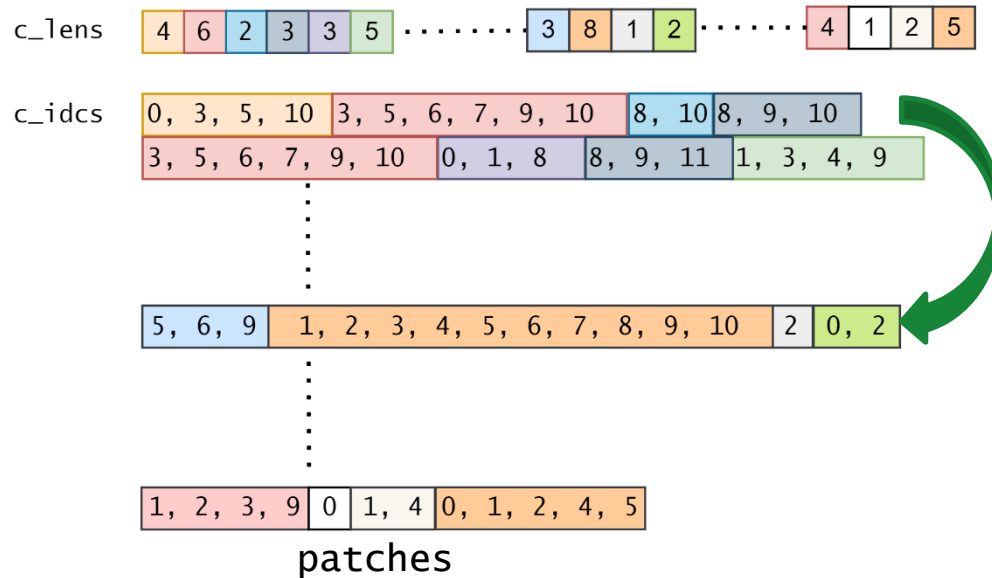 c_lens 4 6 2 3 3 5 3 8 1 2 4 1 2 5
c_idcs 0, 3, 5, 10 3, 5, 6, 7, 9, 10 8, 10 8, 9, 10
3, 5, 6, 7, 9, 10 0, 1, 8 8, 9, 11 1, 3, 4, 9
5, 6, 9 1, 2, 3, 4, 5, 6, 7, 8, 9, 10 2 0, 2
1, 2, 3, 9 0 1, 4 0, 1, 2, 4, 5
patches